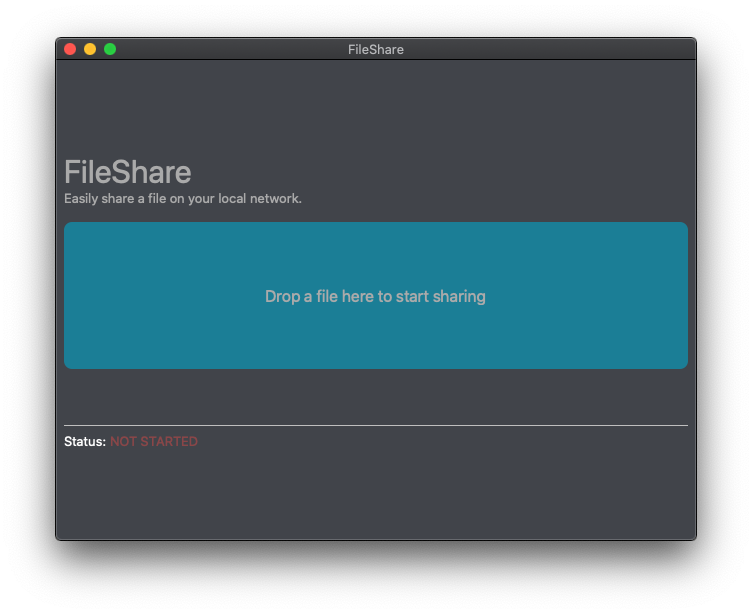 FileShare
FileShare
Easily share a file on your local network.
Drop a file here to start sharing
Status: NOT STARTED